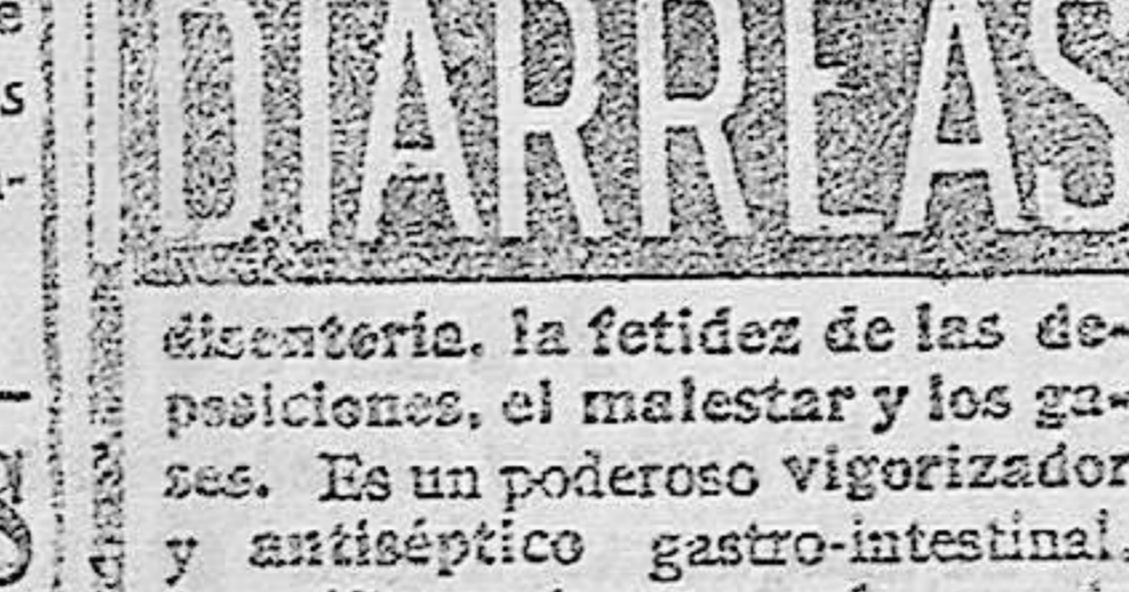 DIARREAS
disentería, la fetidez de las de-
posiciones, el malestar y los ga-
ses. Es un poderoso vigorizador
y antiséptico gastro-intestinal.